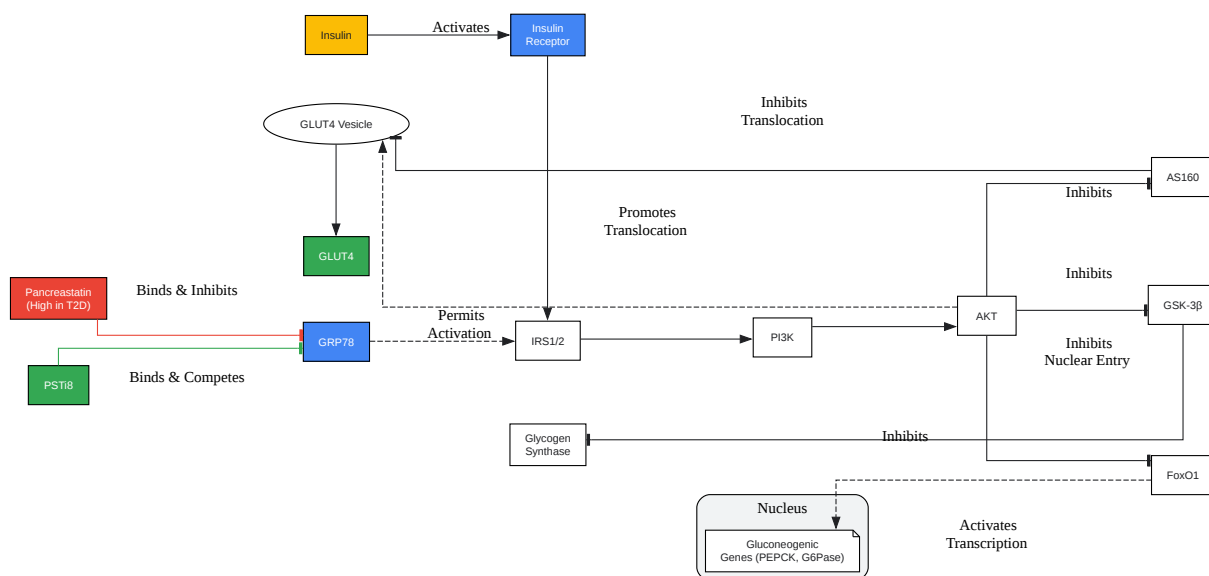 Insulin
Activates
Insulin
Receptor
GLUT4 Vesicle
Inhibits
Translocation
AS160
Inhibits
Promotes
Translocation
GLUT4
Pancreastatin
(High in T2D)
Binds & Inhibits
Inhibits
GSK-3β
Permits
Activation
GRP78
IRS1/2
PI3K
AKT
Inhibits
Nuclear Entry
PSTi8
Binds & Competes
Glycogen
Synthase
Inhibits
FoxO1
Nucleus
Gluconeogenic
Genes (PEPCK, G6Pase)
Activates
Transcription